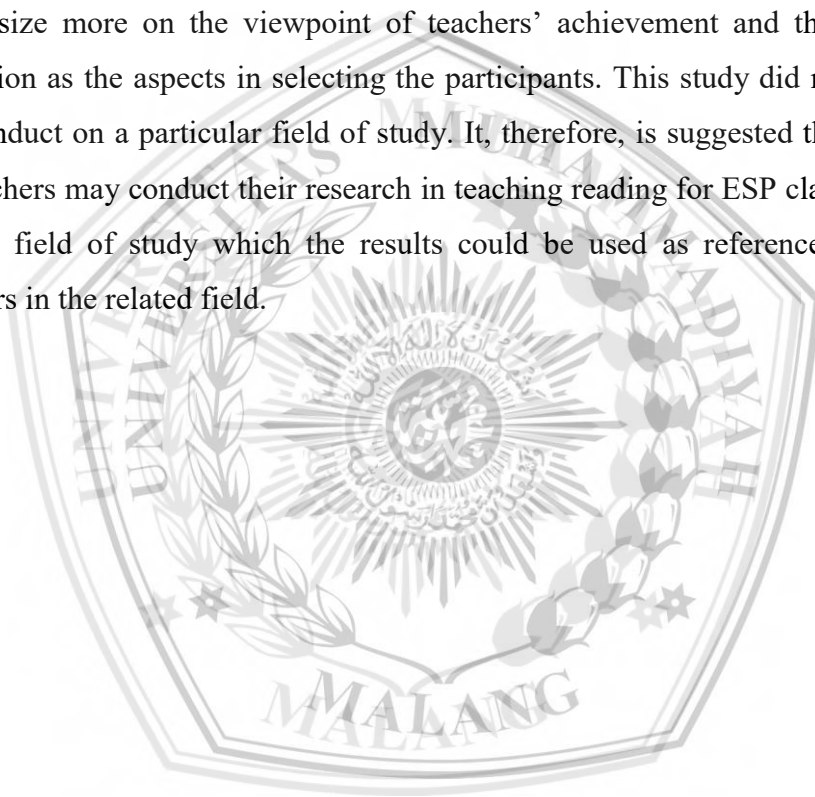 size more on the viewpoint of teachers’ achievement and th
ion as the aspects in selecting the participants. This study did
nduct on a particular field of study. It, therefore, is suggested th
chers may conduct their research in teaching reading for ESP cla
field of study which the results could be used as reference
rs in the related field.
UNIVERSITAS MUHAMMADIYAH
MALANG